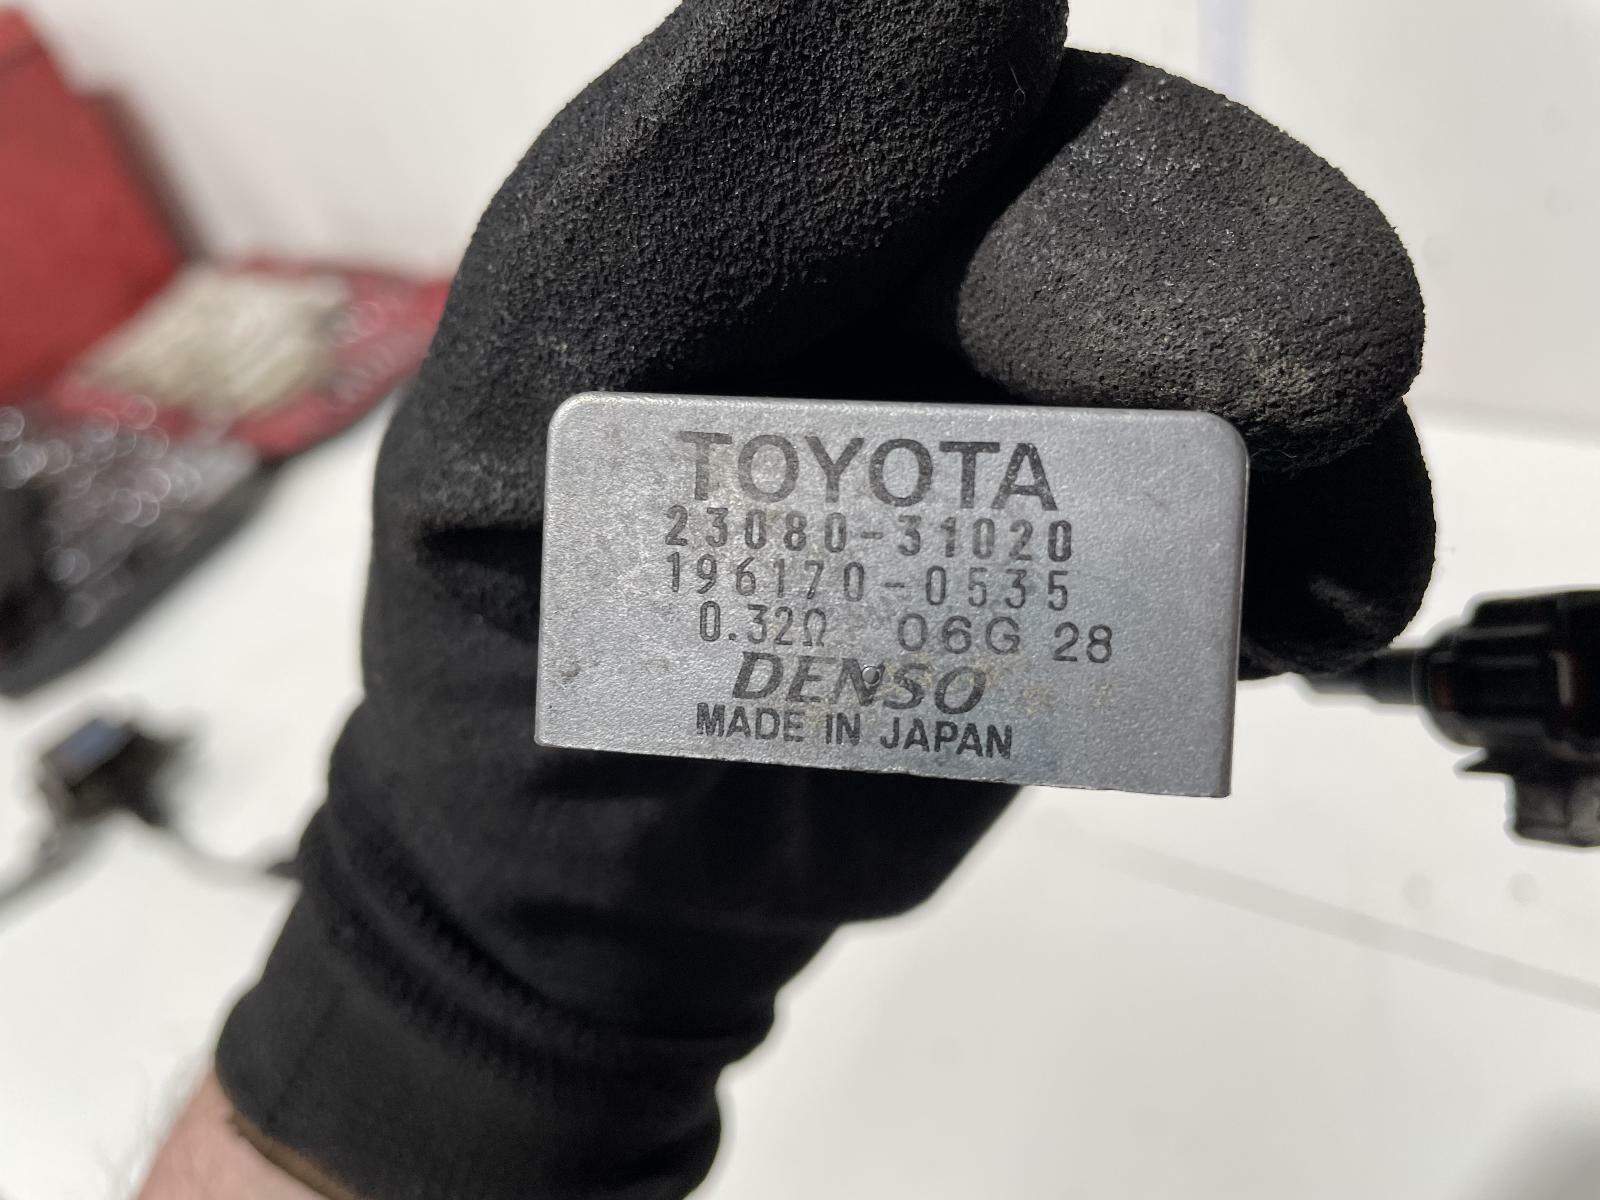 TOYOTA
23080-31020
196170-0535
0.32Ω 06G 28
DENSO
MADE IN JAPAN